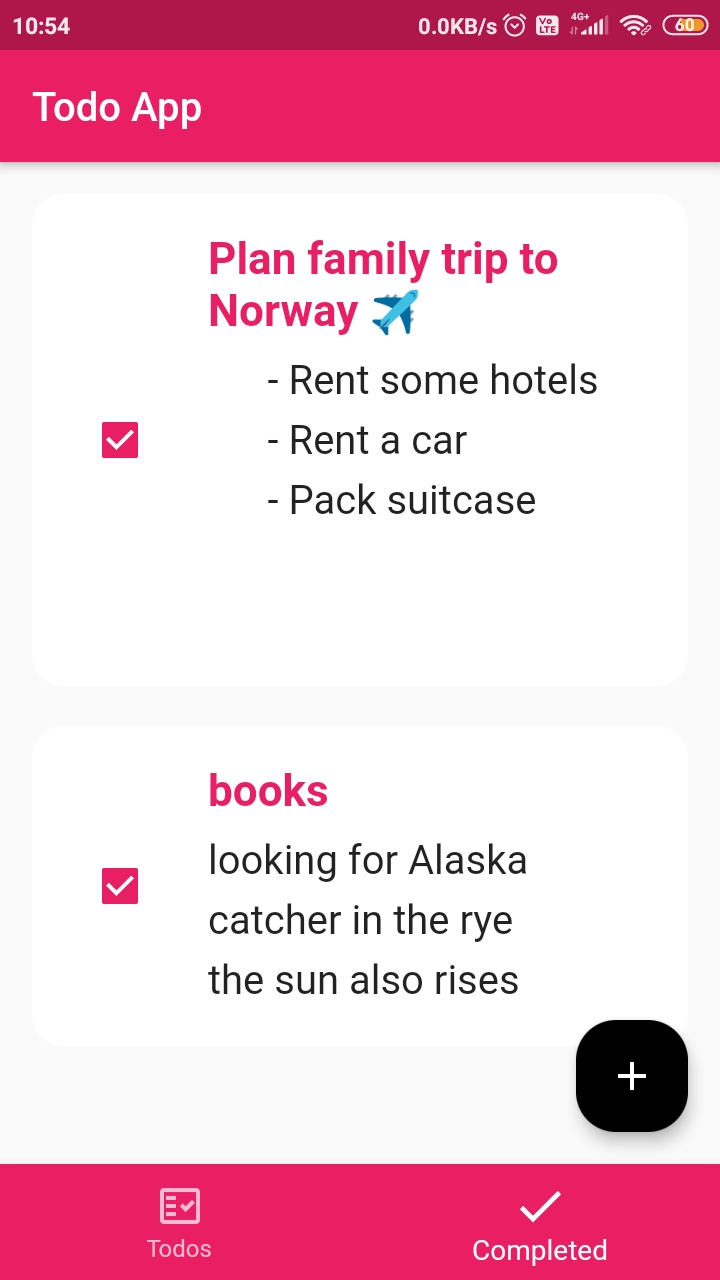 10:54 0.0KB/s Vo LTE 4G+ 60
Todo App
Plan family trip to
Norway ✈️
- Rent some hotels
- Rent a car
- Pack suitcase
books
looking for Alaska
catcher in the rye
the sun also rises
+
Todos Completed